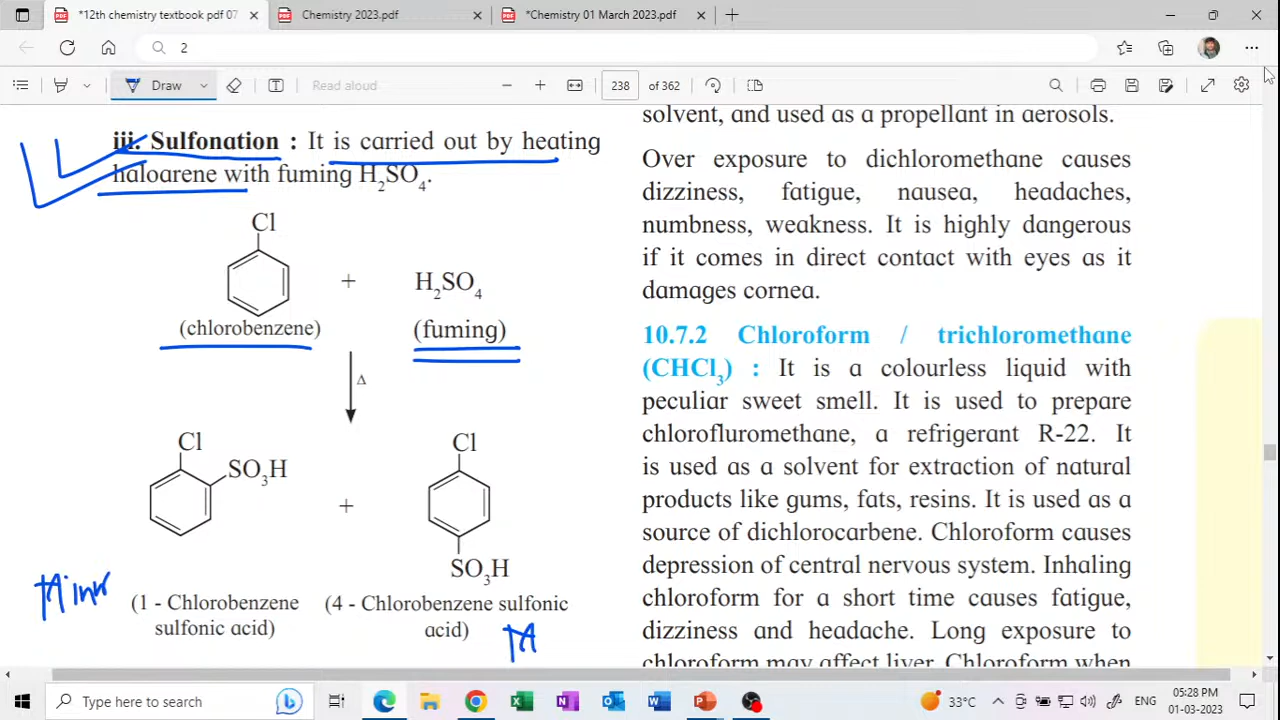 *12th chemistry textbook pdf 07
Chemistry 2023.pdf
*Chemistry 01 March 2023.pdf
2
Draw
Read aloud
238 of 362
iii. Sulfonation : It is carried out by heating
haloarene with fuming H₂SO₄.
Cl
+ H₂SO₄
(chlorobenzene) (fuming)
Δ
Cl
SO₃H
+
Cl
SO₃H
Minor
(1 - Chlorobenzene
sulfonic acid)
(4 - Chlorobenzene sulfonic
acid)
solvent, and used as a propellant in aerosols.
Over exposure to dichloromethane causes
dizziness, fatigue, nausea, headaches,
numbness, weakness. It is highly dangerous
if it comes in direct contact with eyes as it
damages cornea.
10.7.2 Chloroform / trichloromethane
(CHCl₃) : It is a colourless liquid with
peculiar sweet smell. It is used to prepare
chlorofluromethane, a refrigerant R-22. It
is used as a solvent for extraction of natural
products like gums, fats, resins. It is used as a
source of dichlorocarbene. Chloroform causes
depression of central nervous system. Inhaling
chloroform for a short time causes fatigue,
dizziness and headache. Long exposure to
chloroform may affect liver. Chloroform when
Type here to search
33°C
ENG
05:28 PM
01-03-2023